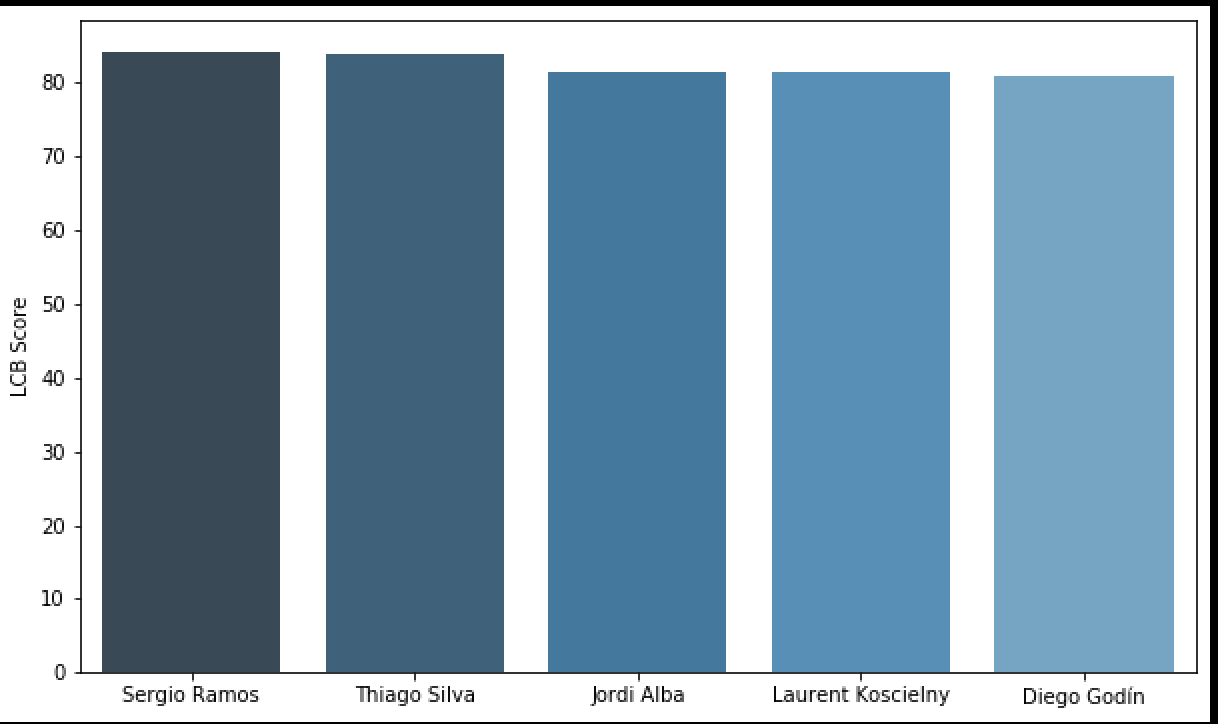 LCB Score
80
70
60
50
40
30
20
10
0
Sergio Ramos
Thiago Silva
Jordi Alba
Laurent Koscielny
Diego Godín